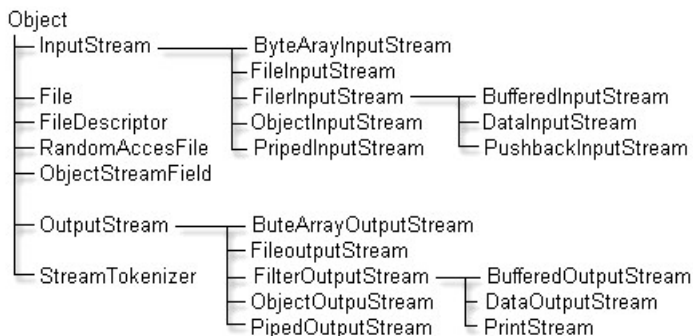 Object
InputStream ByteArayInputStream
FileInputStream
File FilerInputStream BufferedInputStream
FileDescriptor ObjectInputStream DataInputStream
RandomAccesFile PripedInputStream PushbackInputStream
ObjectStreamField
OutputStream ButeArrayOutputStream
FileoutputStream
StreamTokenizer FilterOutputStream BufferedOutputStream
ObjectOutpuStream DataOutputStream
PipedOutputStream PrintStream